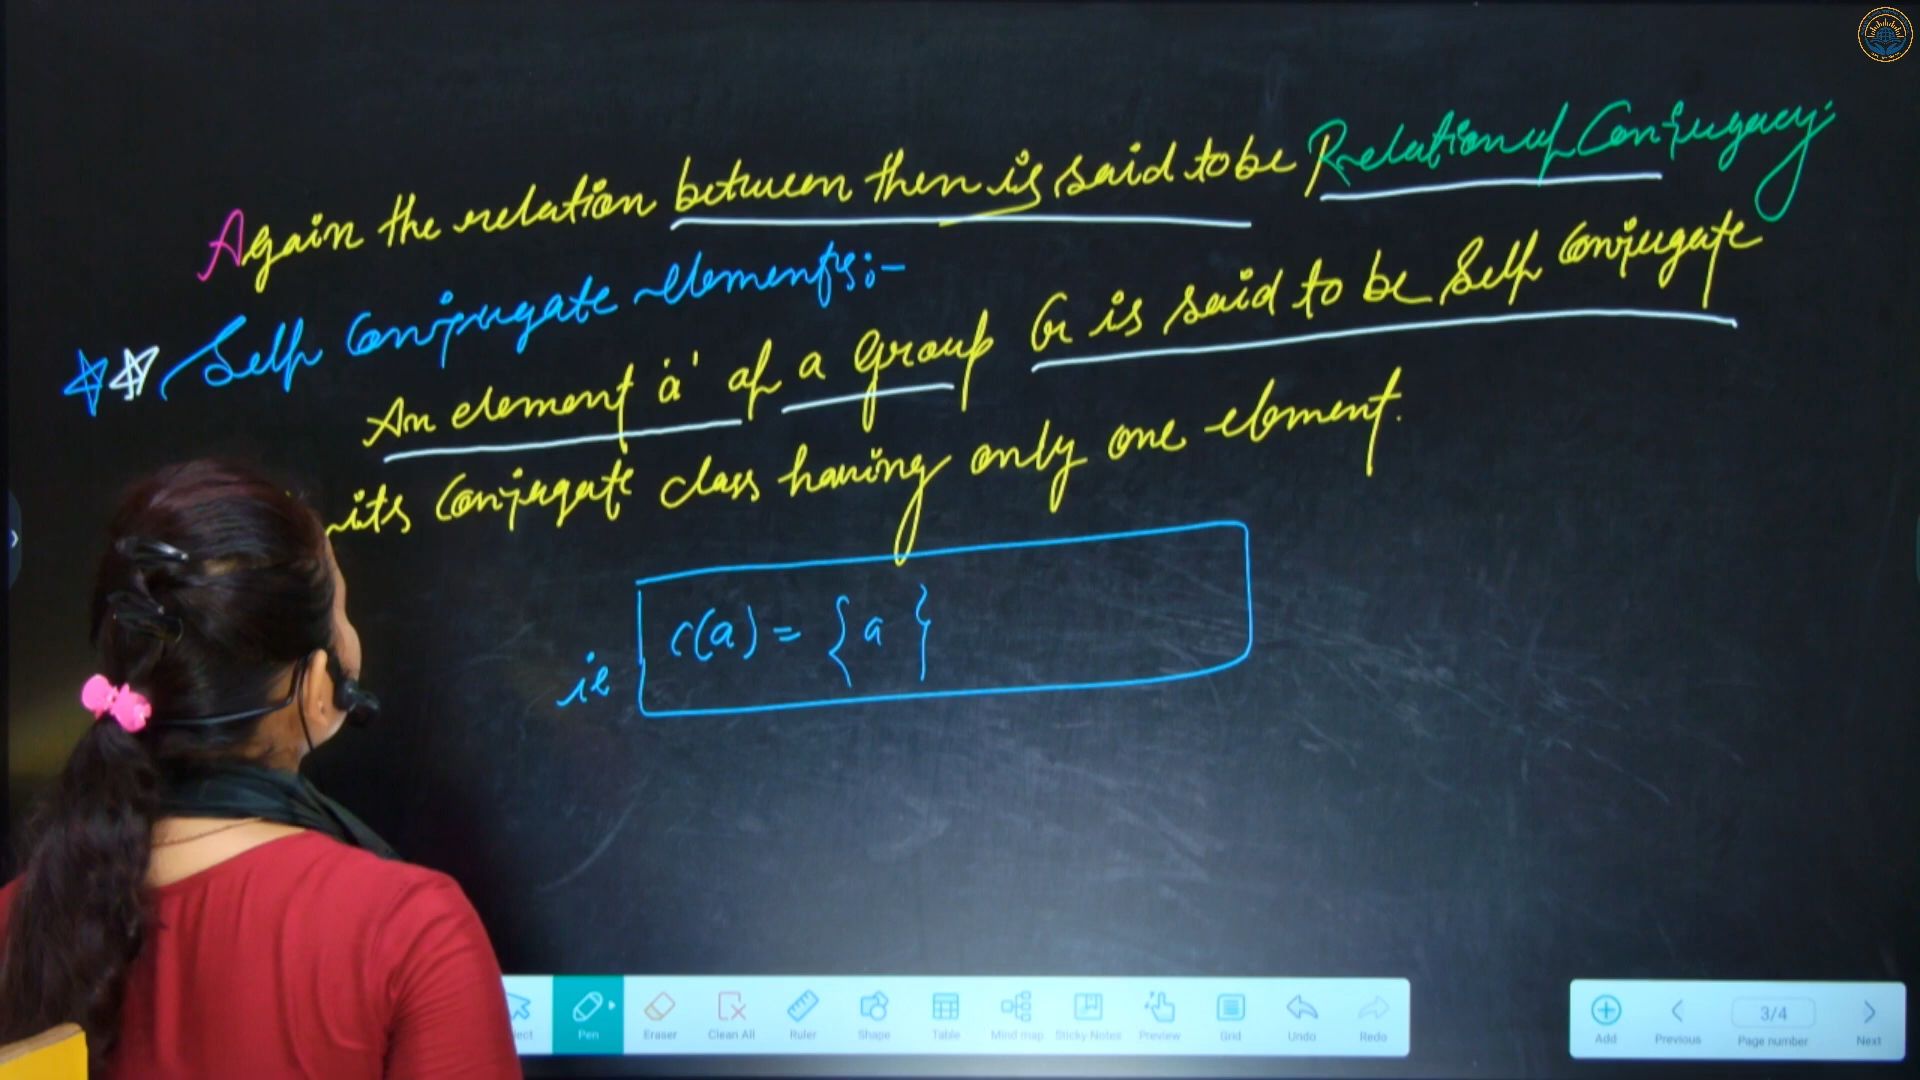 Again the relation between then is said to be Relation of Conjugacy.
Self Conjugate elements:-
An element 'a' of a Group G is said to be Self Conjugate
its Conjugate class having only one element.
ie C(a) = { a }
Pen
Eraser
Clean All
Ruler
Shape
Table
Mind map
Sticky Notes
Preview
Grid
Undo
Redo
Add
Previous
3/4
Page number
Next